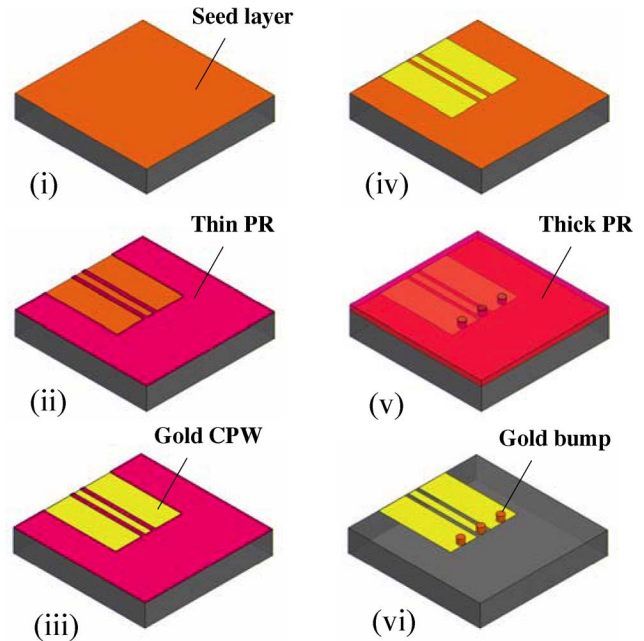 Seed layer
(i)
(iv)
Thin PR
Thick PR
(ii)
(v)
Gold CPW
Gold bump
(iii)
(vi)